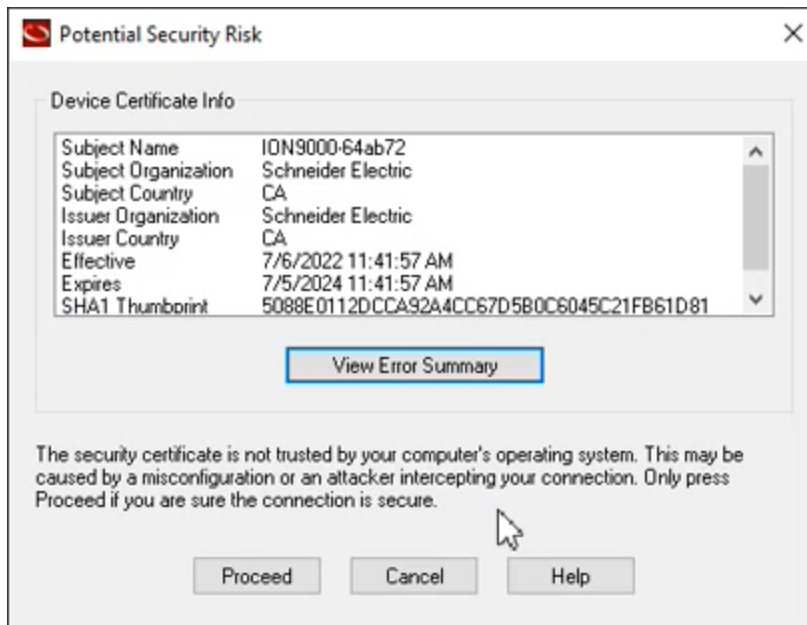 Potential Security Risk
Device Certificate Info
Subject Name ION9000-64ab72
Subject Organization Schneider Electric
Subject Country CA
Issuer Organization Schneider Electric
Issuer Country CA
Effective 7/6/2022 11:41:57 AM
Expires 7/5/2024 11:41:57 AM
SHA1 Thumbprint 5088E0112DCCA92A4CC67D5B0C6045C21FB61D81
View Error Summary
The security certificate is not trusted by your computer's operating system. This may be
caused by a misconfiguration or an attacker intercepting your connection. Only press
Proceed if you are sure the connection is secure.
Proceed Cancel Help